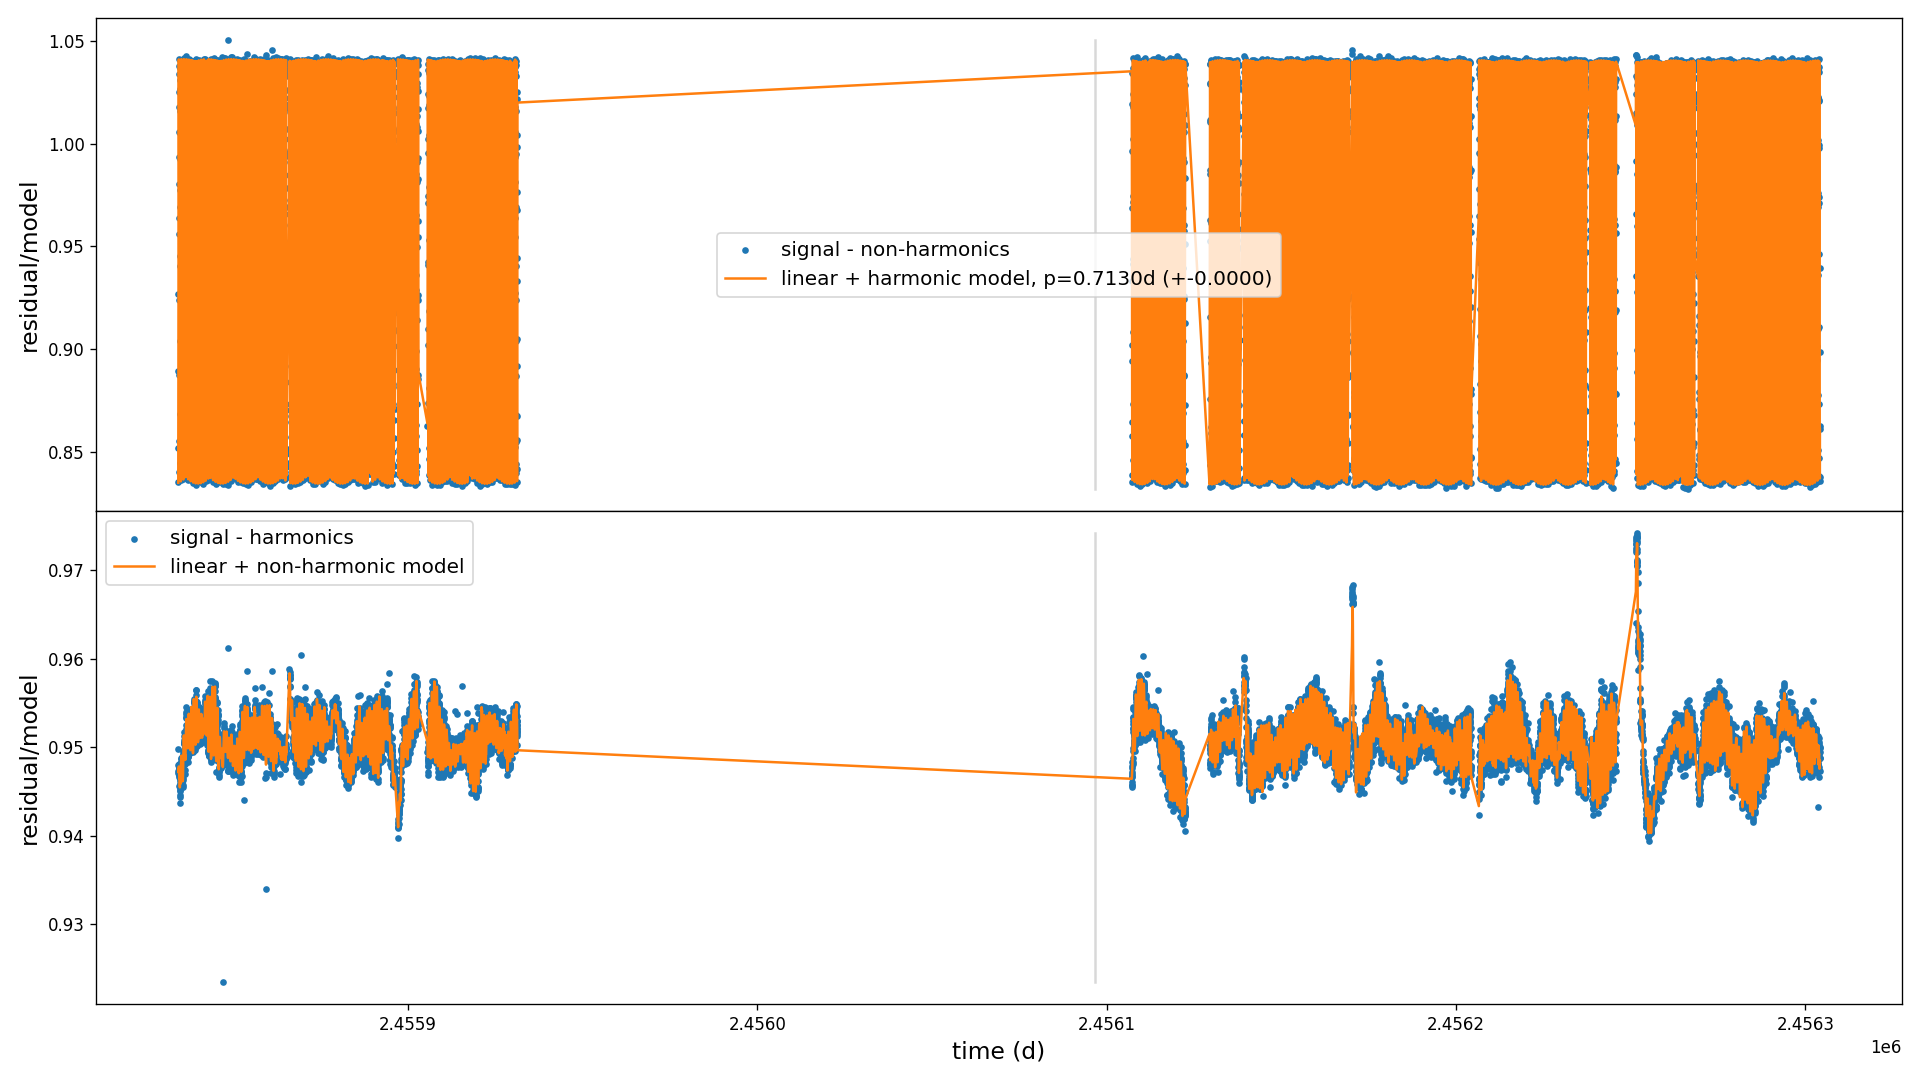 1.05
1.00
0.95
0.90
0.85
residual/model
signal - non-harmonics
linear + harmonic model, p=0.7130d (+-0.0000)
signal - harmonics
linear + non-harmonic model
0.97
0.96
0.95
0.94
0.93
residual/model
2.4559
2.4560
2.4561
2.4562
2.4563
1e6
time (d)